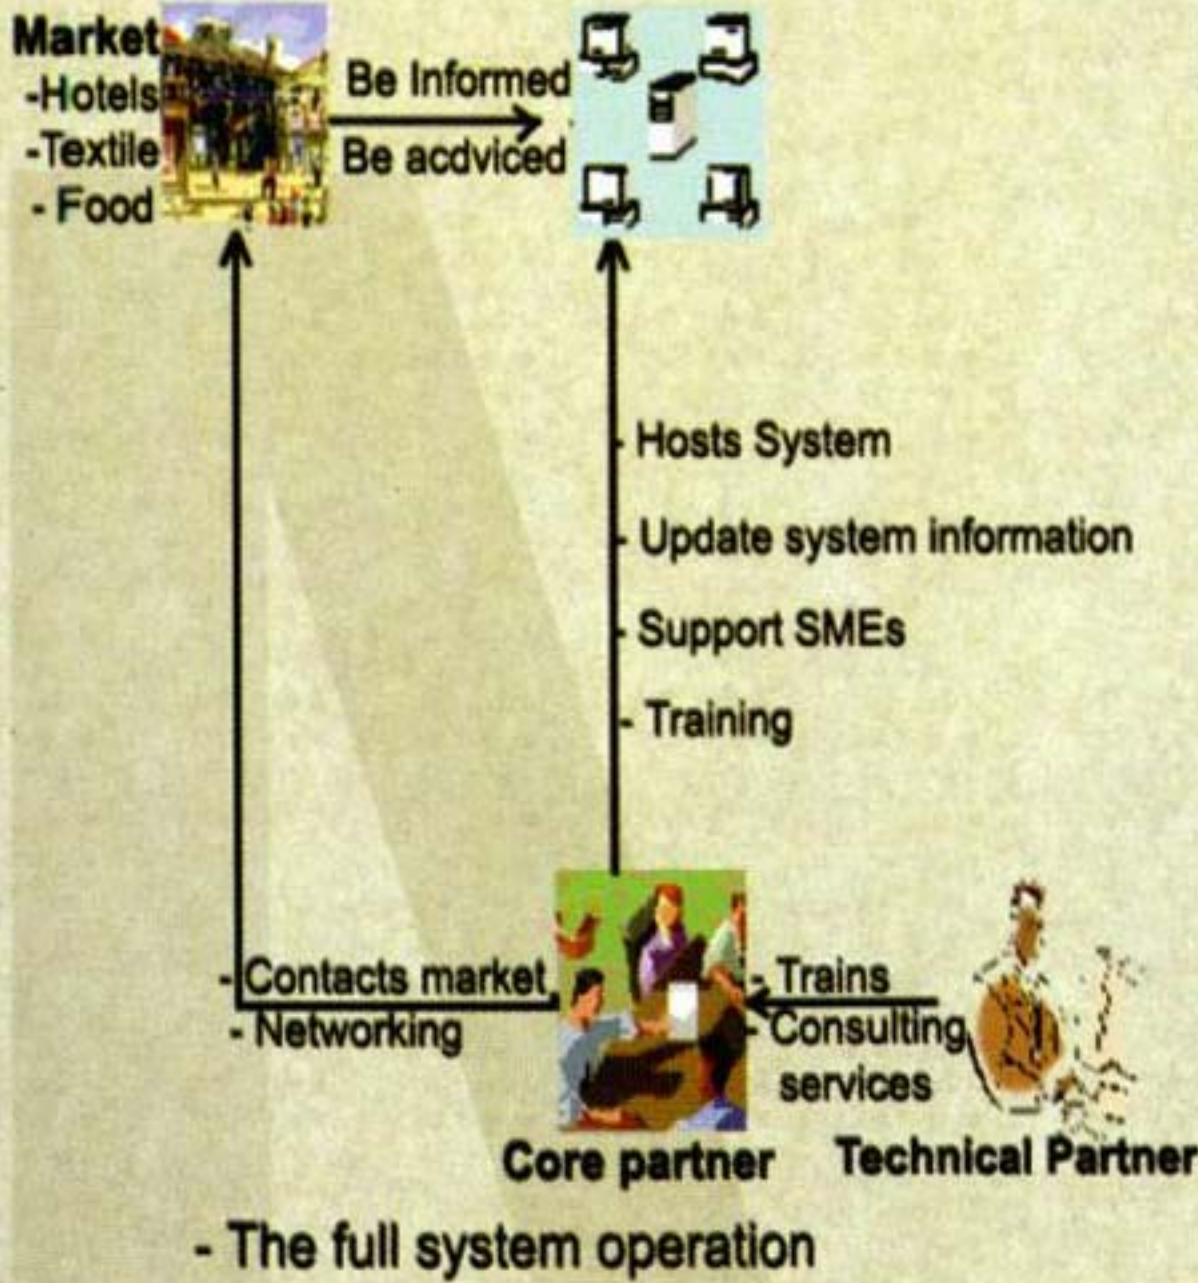 Market
-Hotels
-Textile
- Food
Be Informed
Be acdviced
- Hosts System
- Update system information
- Support SMEs
- Training
- Contacts market
- Networking
- Trains
- Consulting
services
Core partner
Technical Partner
- The full system operation